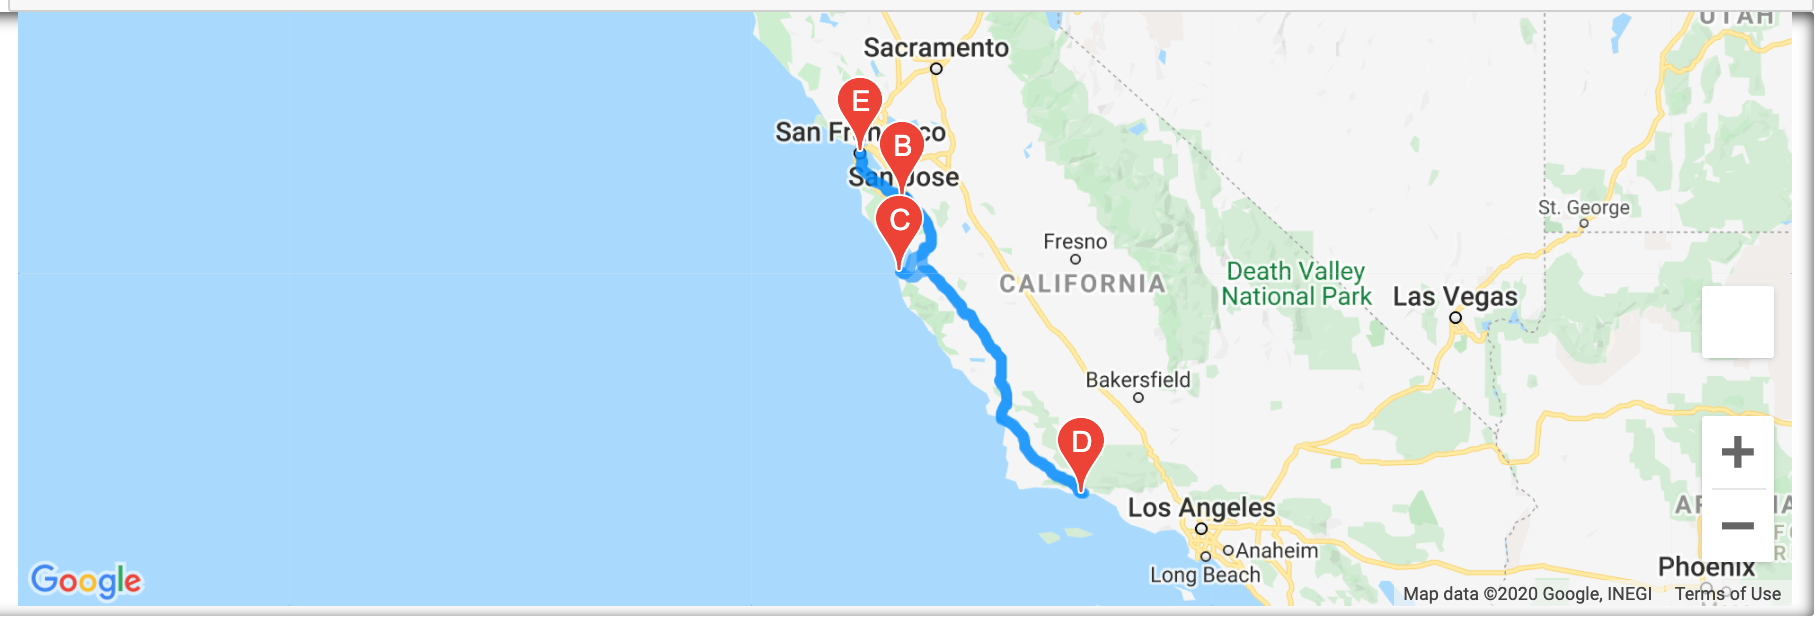 UTAH
Sacramento
E
San Fr
co
B
San Jose
C
St. George
Fresno
CALIFORNIA
Death Valley
National Park
Las Vegas
Bakersfield
D
Los Angeles
Anaheim
Long Beach
Phoenix
+
−
Google
Map data ©2020 Google, INEGI
Terms of Use